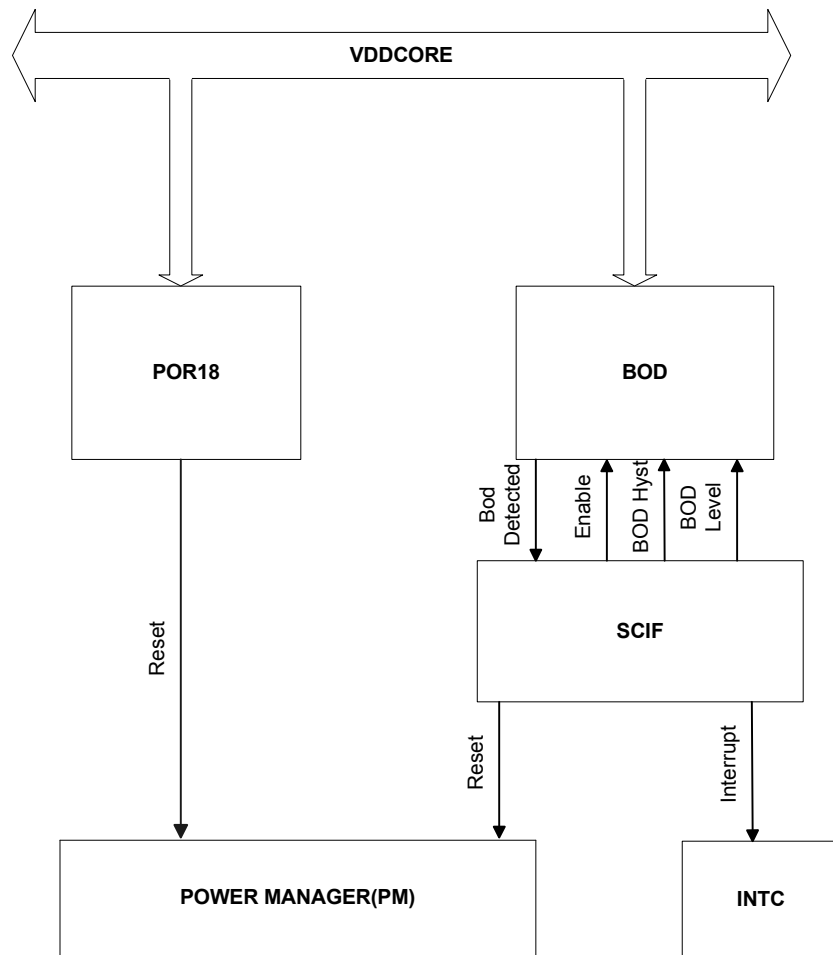 VDDCORE
POR18
BOD
Bod
Detected
Enable
BOD Hyst
BOD
Level
SCIF
Reset
Reset
Interrupt
POWER MANAGER(PM)
INTC